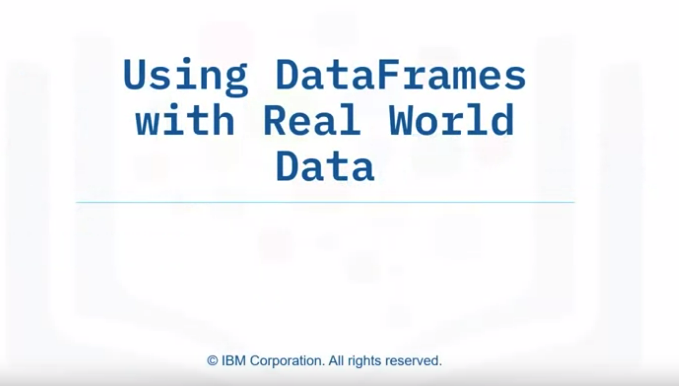 Using DataFrames
with Real World
Data
© IBM Corporation. All rights reserved.